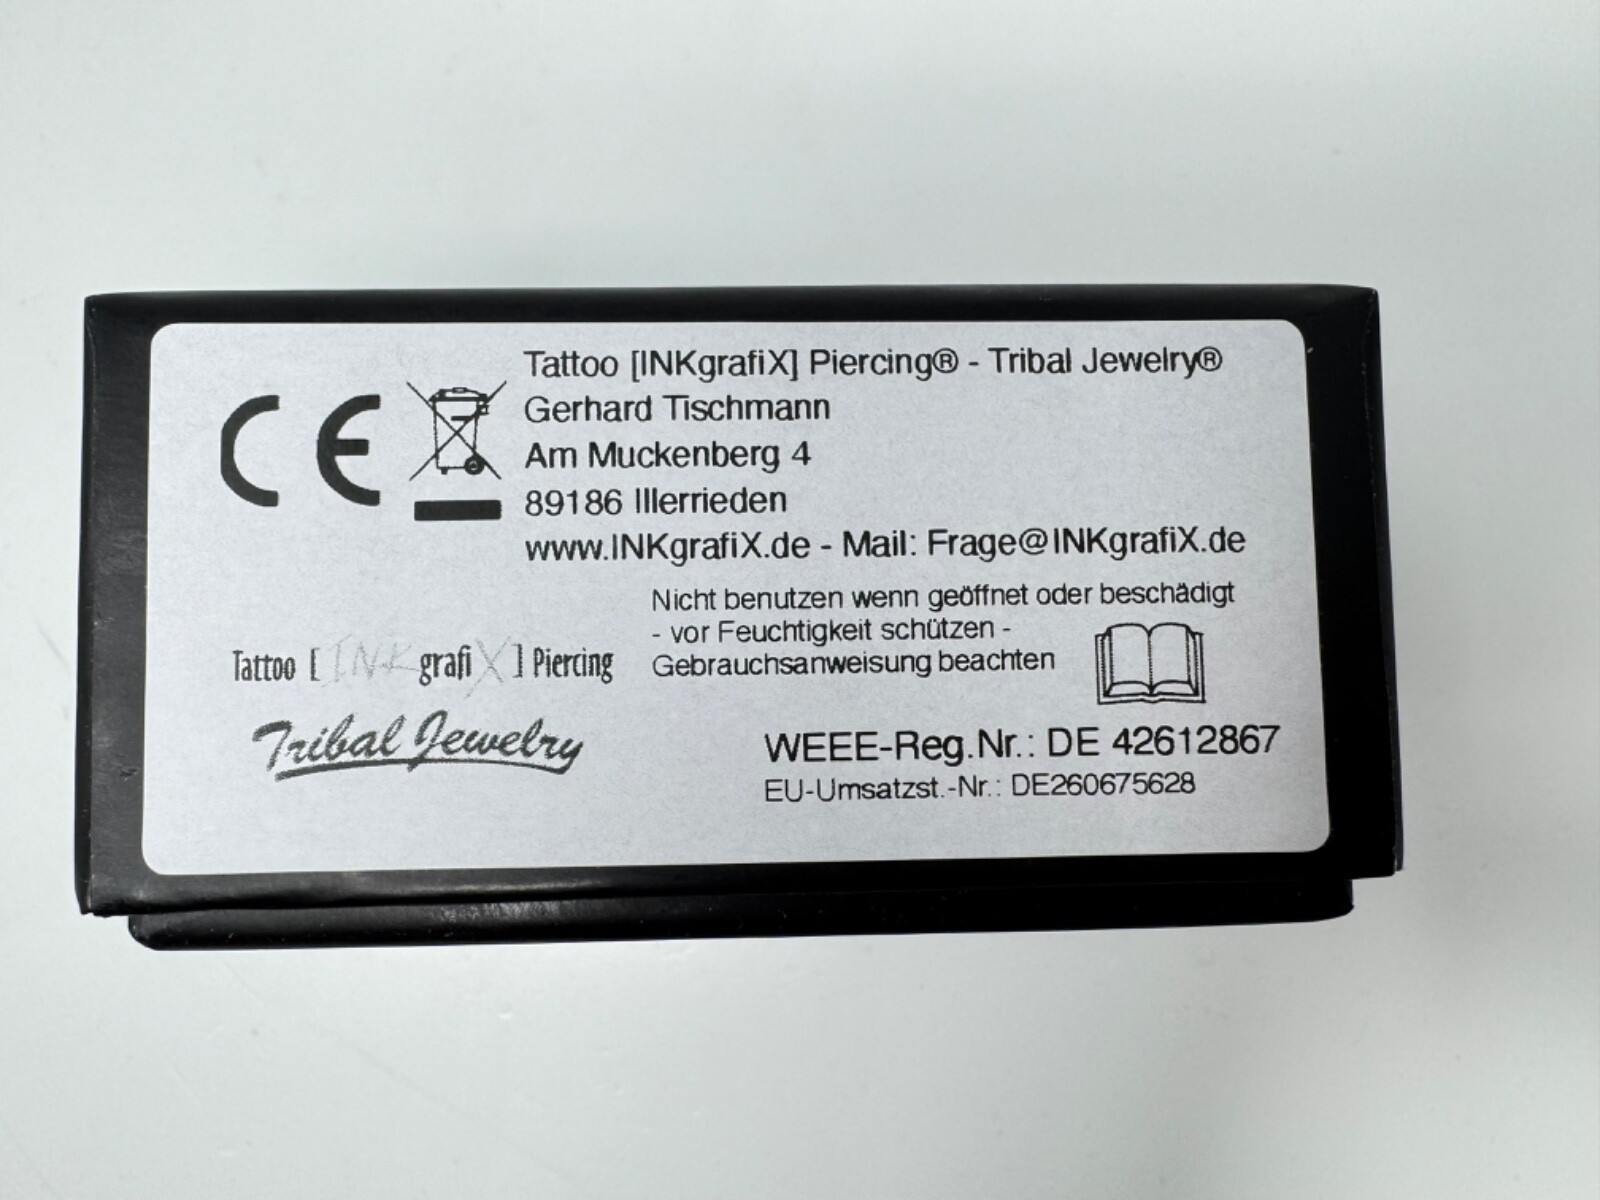 CE
Tattoo [INKgrafiX] Piercing® - Tribal Jewelry®
Gerhard Tischmann
Am Muckenberg 4
89186 Illerrieden
www.INKgrafiX.de - Mail: Frage@INKgrafiX.de
Nicht benutzen wenn geöffnet oder beschädigt
- vor Feuchtigkeit schützen -
Gebrauchsanweisung beachten
Tattoo [INKgrafiX] Piercing
Tribal Jewelry
WEEE-Reg.Nr.: DE 42612867
EU-Umsatzst.-Nr.: DE260675628